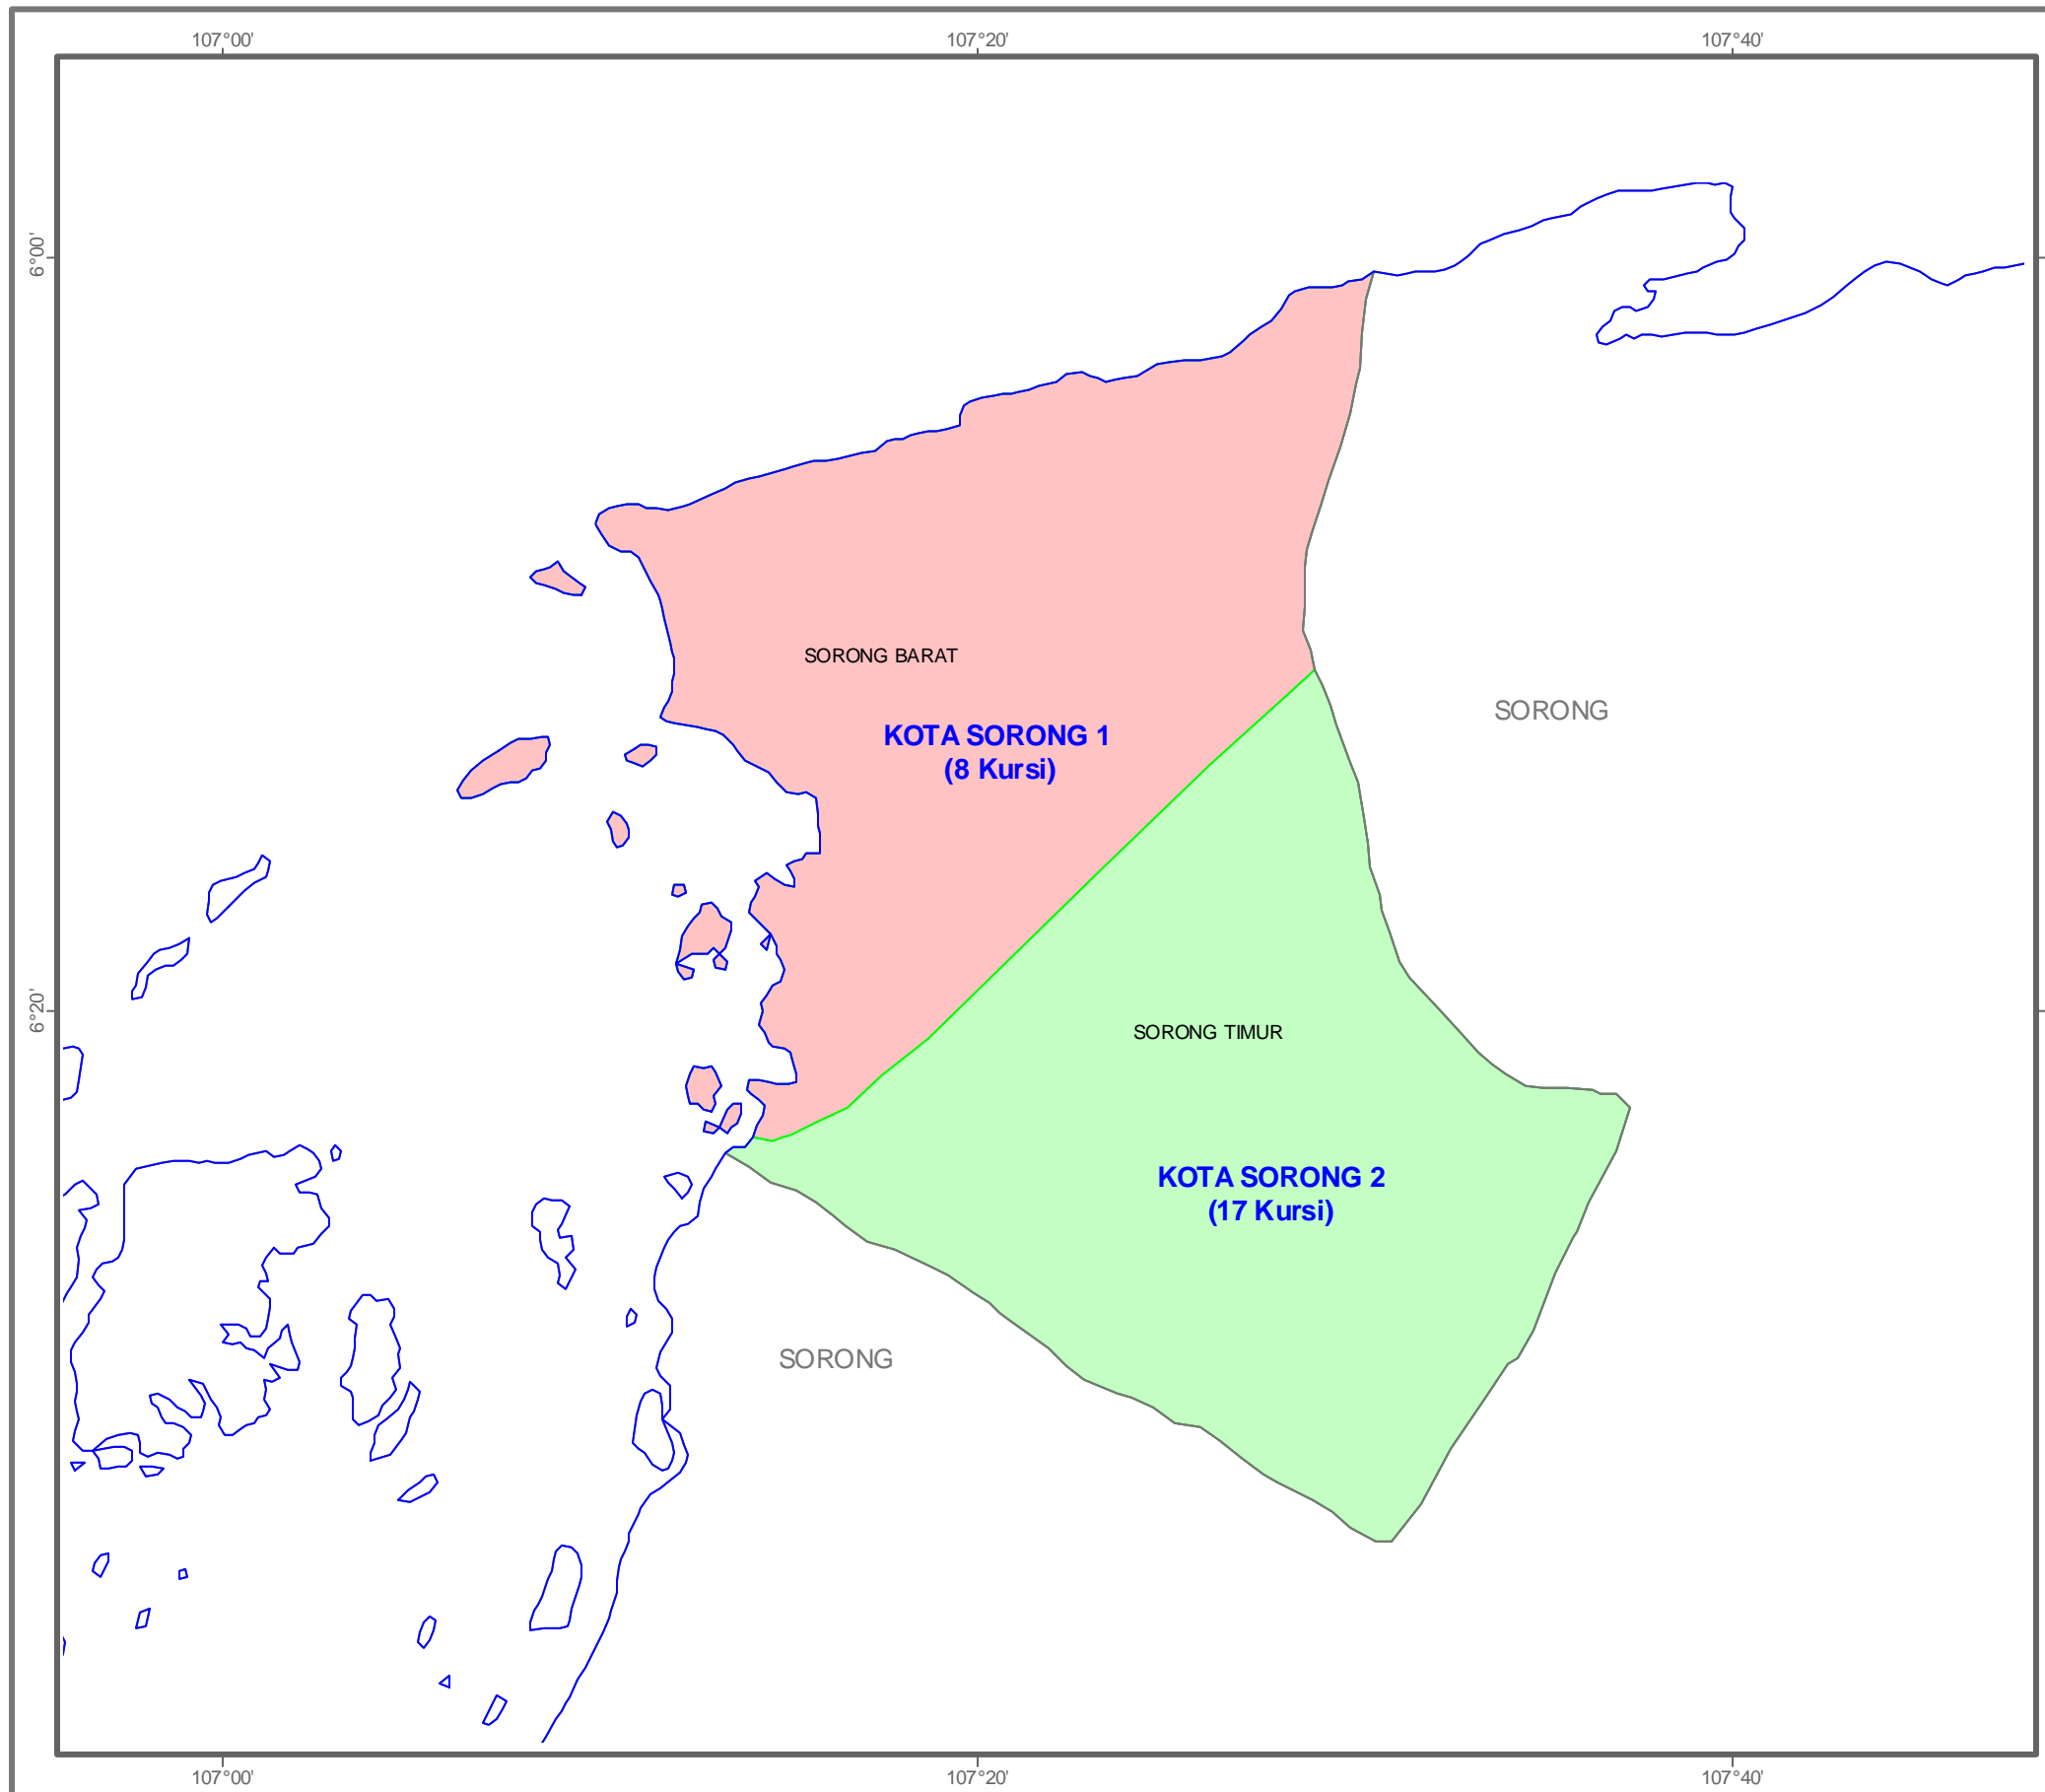 107°00'
107°20'
107°40'
6°00'
SORONG BARAT
SORONG
KOTA SORONG 1
(8 Kursi)
6°20'
SORONG TIMUR
KOTA SORONG 2
(17 Kursi)
SORONG
107°00'
107°20'
107°40'